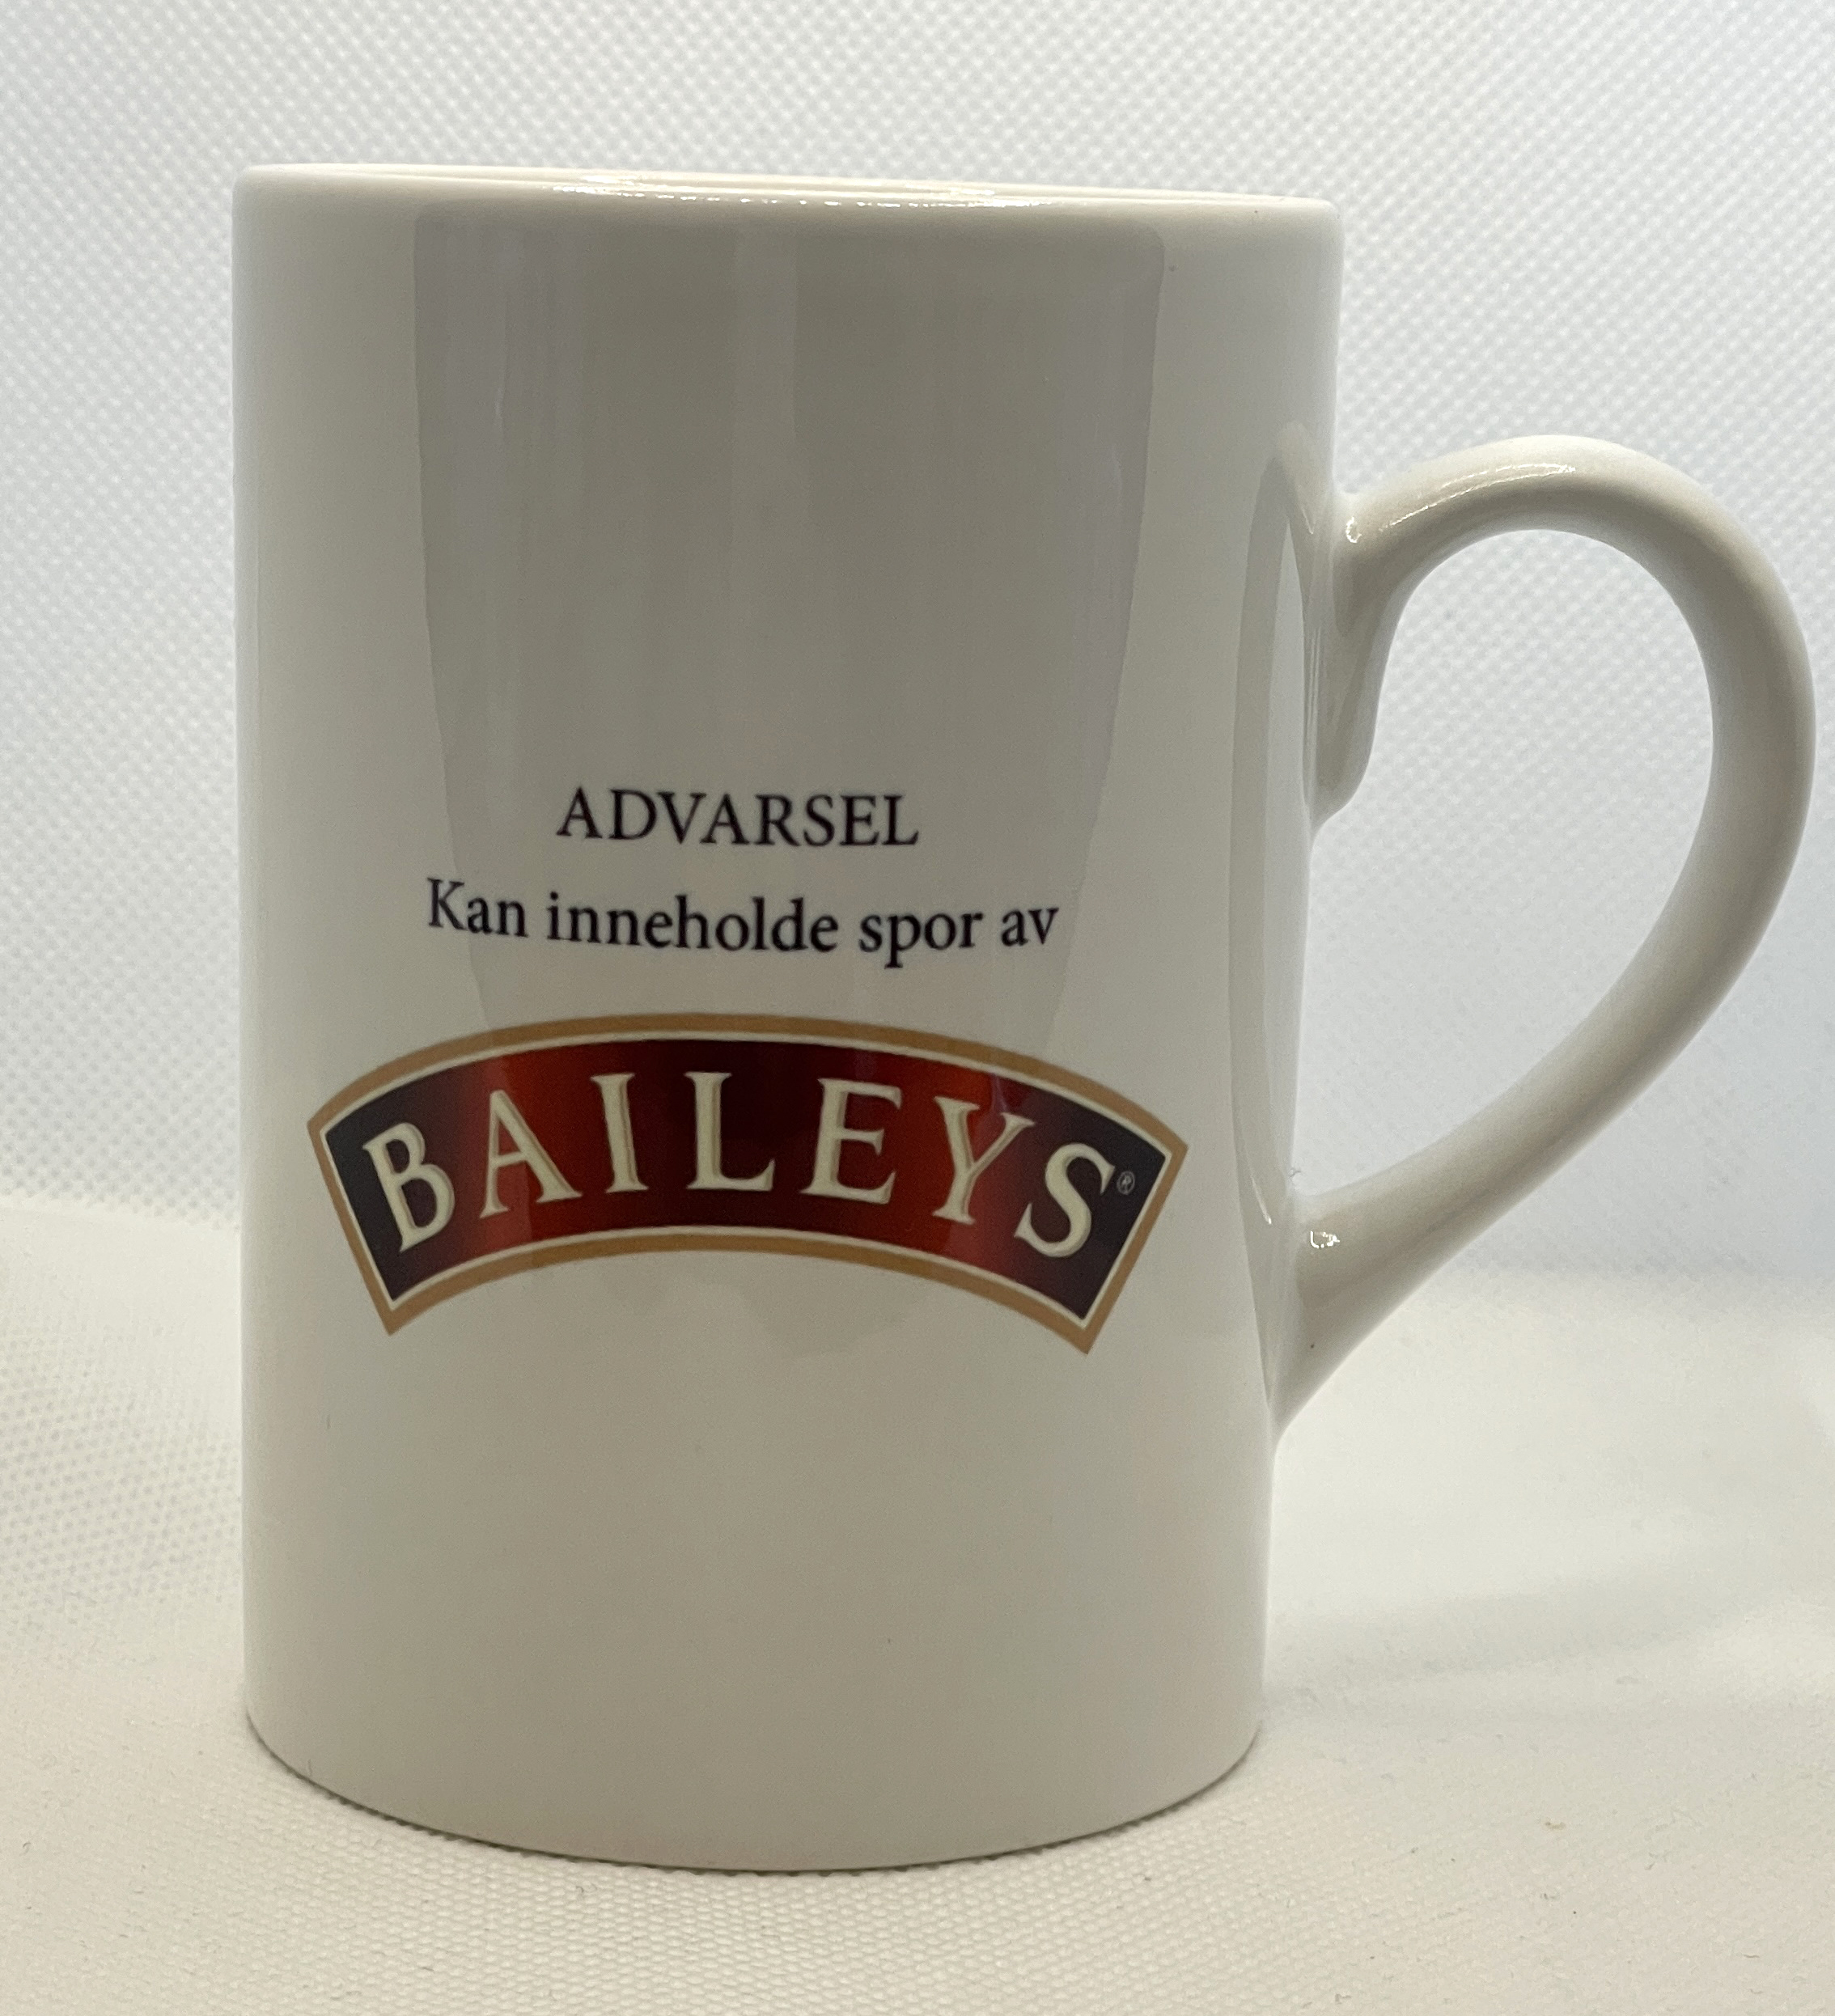 ADVARSEL
Kan inneholde spor av
BAILEYS®